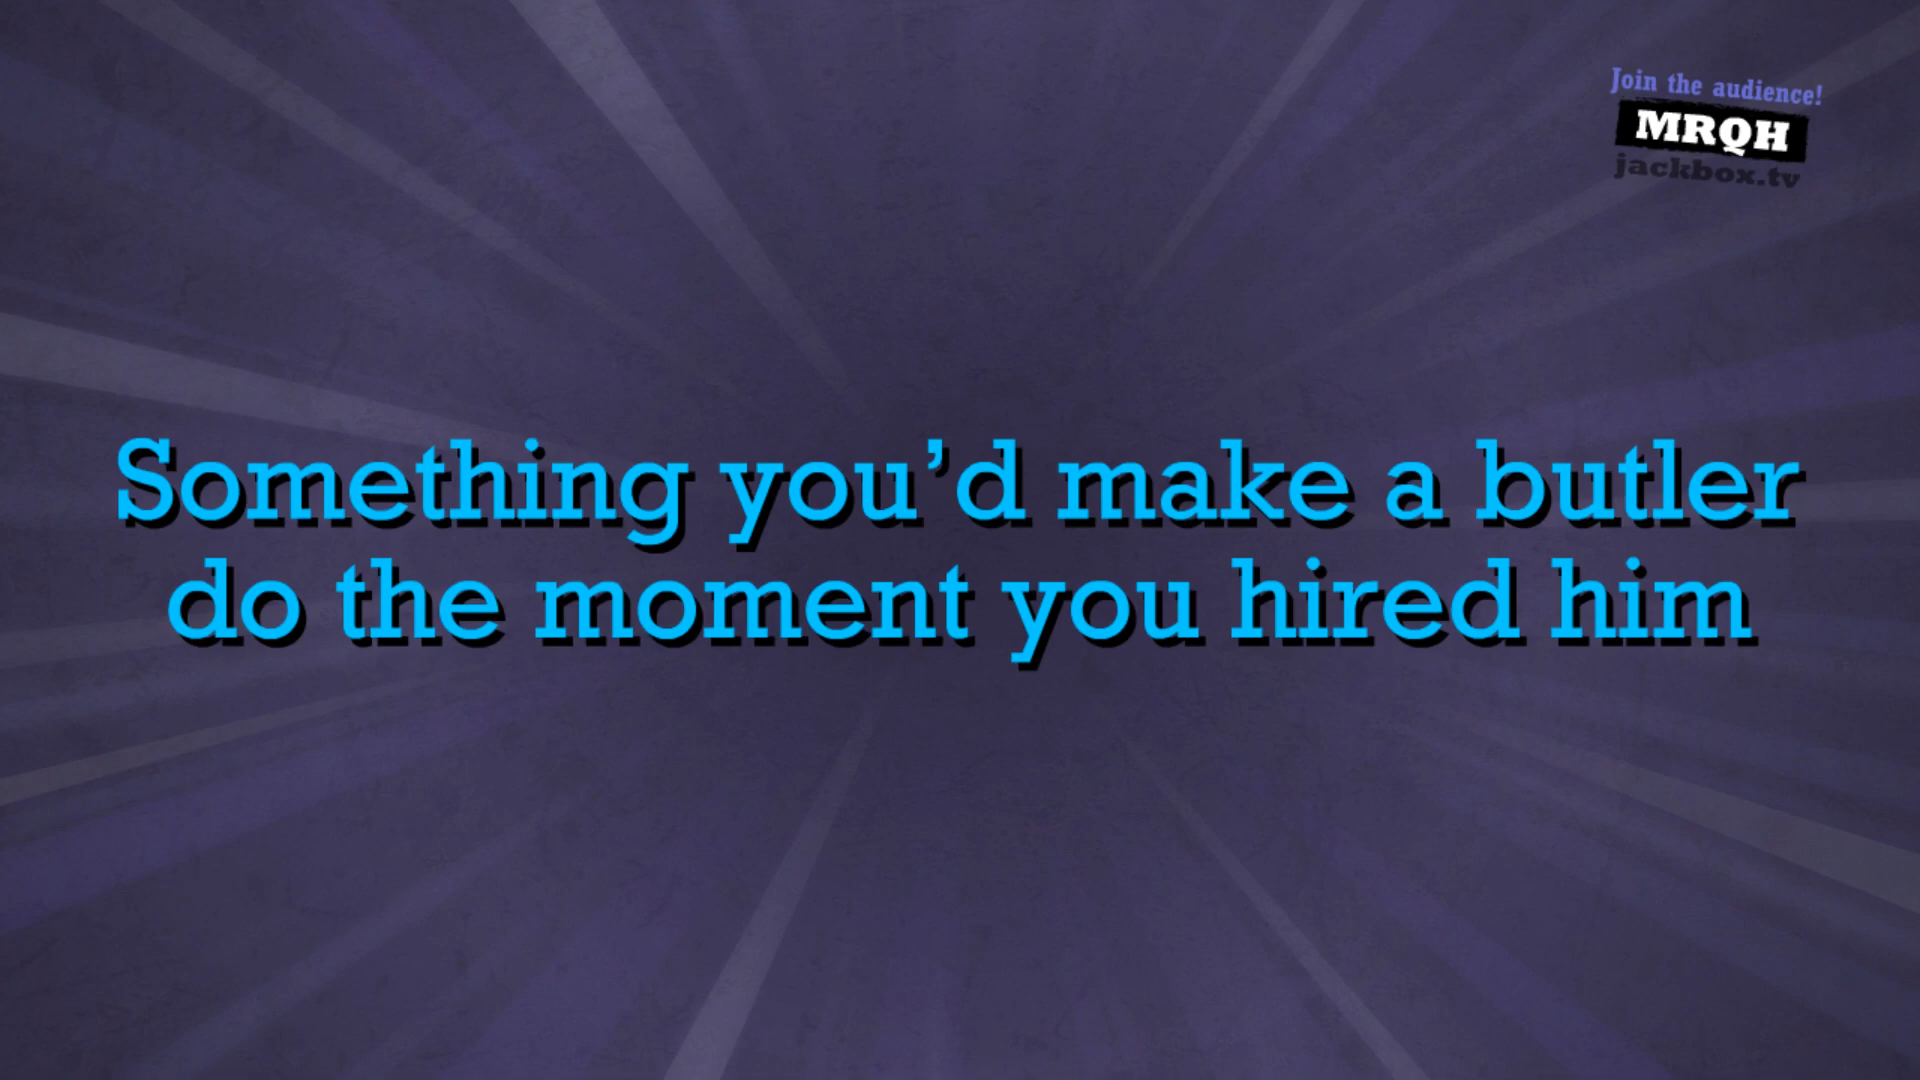 Join the audience!
MRQH
jackbox.tv
Something you’d make a butler
do the moment you hired him